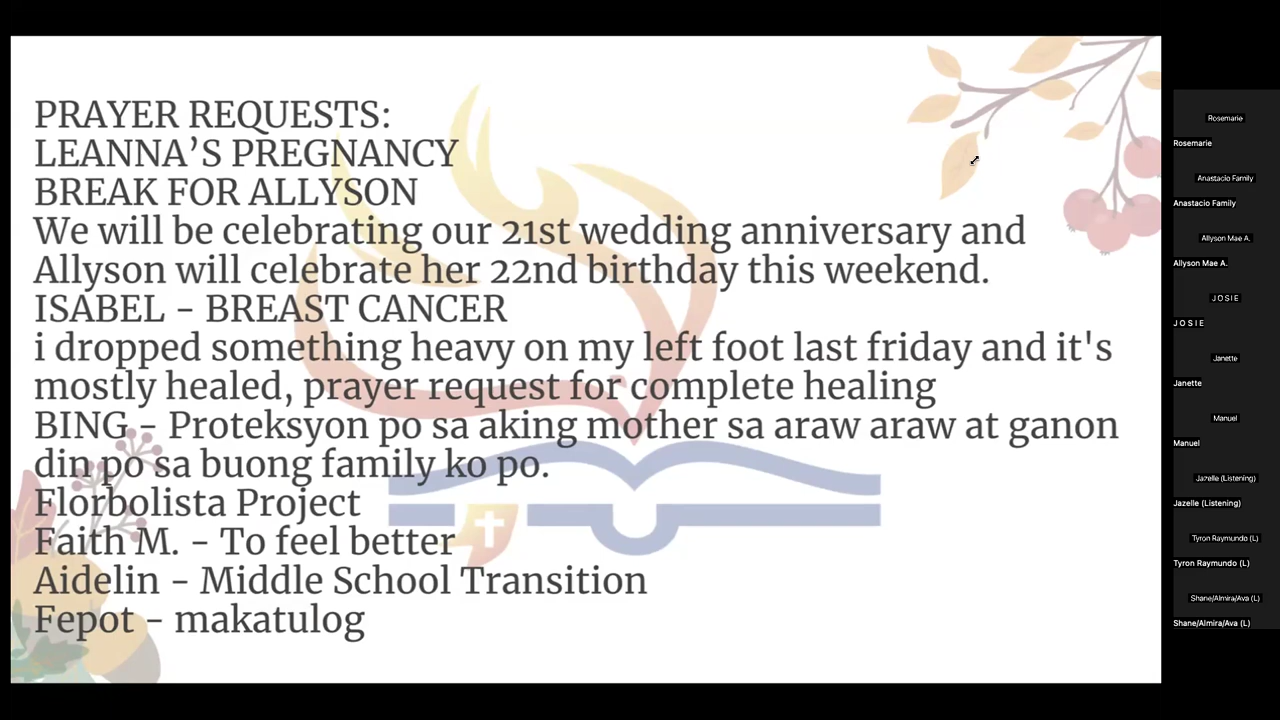 PRAYER REQUESTS:
LEANNA’S PREGNANCY
BREAK FOR ALLYSON
We will be celebrating our 21st wedding anniversary and
Allyson will celebrate her 22nd birthday this weekend.
ISABEL - BREAST CANCER
i dropped something heavy on my left foot last friday and it's
mostly healed, prayer request for complete healing
BING - Proteksyon po sa aking mother sa araw araw at ganon
din po sa buong family ko po.
Florbolista Project
Faith M. - To feel better
Aidelin - Middle School Transition
Fepot - makatulog
Rosemarie
Rosemarie
Anastacio Family
Anastacio Family
Allyson Mae A.
Allyson Mae A.
J O S I E
J O S I E
Janette
Janette
Manuel
Manuel
Jazelle (Listening)
Jazelle (Listening)
Tyron Raymundo (L)
Tyron Raymundo (L)
Shane/Almira/Ava (L)
Shane/Almira/Ava (L)